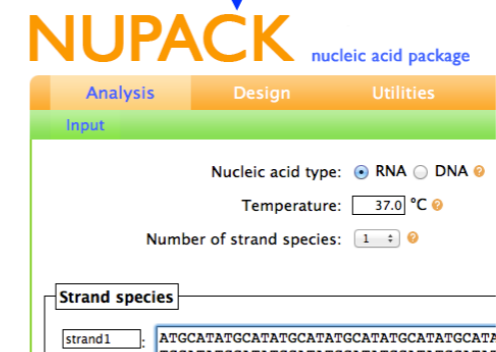 NUPACK nucleic acid package
Analysis Design Utilities
Input
Nucleic acid type: RNA DNA ?
Temperature: 37.0 °C ?
Number of strand species: 1 ?
Strand species
strand1 : ATGCATATGCATATGCATATGCATATGCATATGCATA